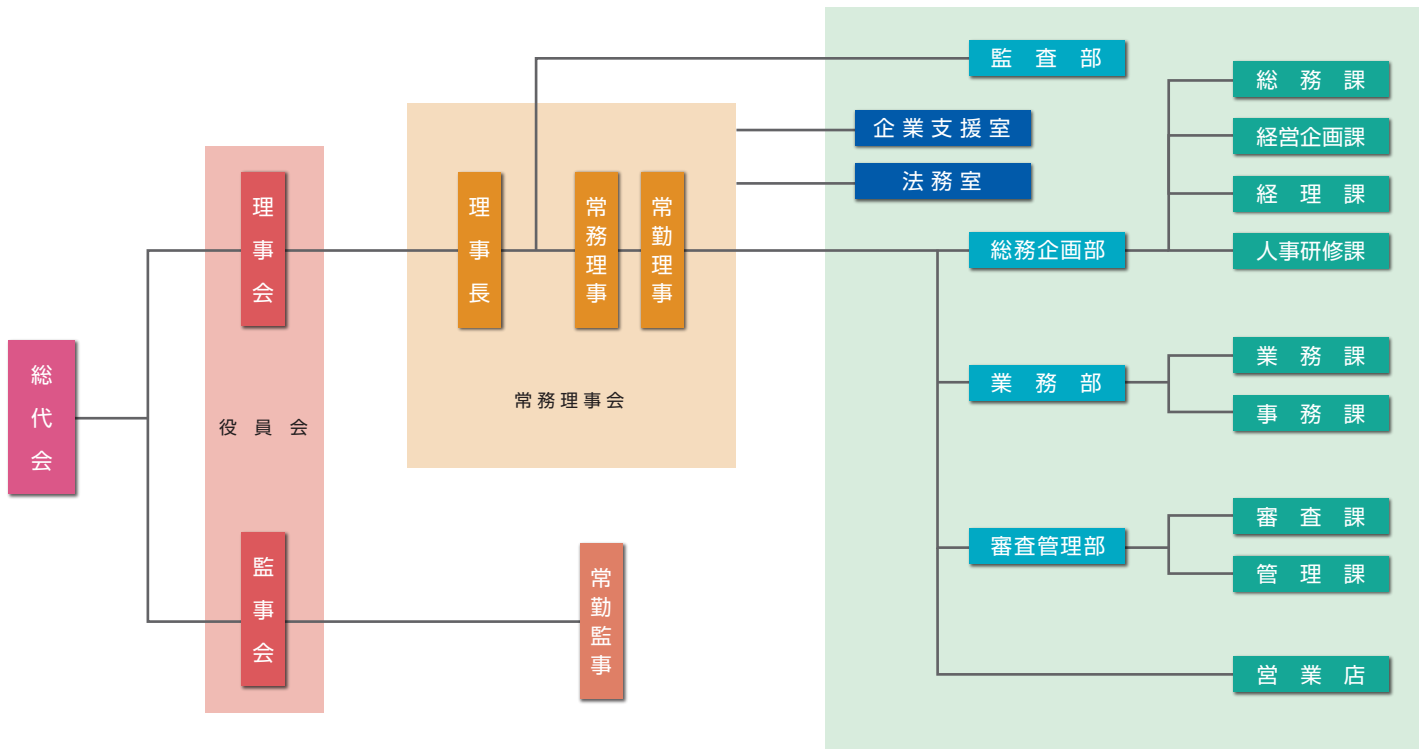 総代会
役員会
理事会
監事会
常務理事会
理事長
常務理事
常勤理事
常勤監事
監査部
企業支援室
法務室
総務企画部
総務課
経営企画課
経理課
人事研修課
業務部
業務課
事務課
審査管理部
審査課
管理課
営業店